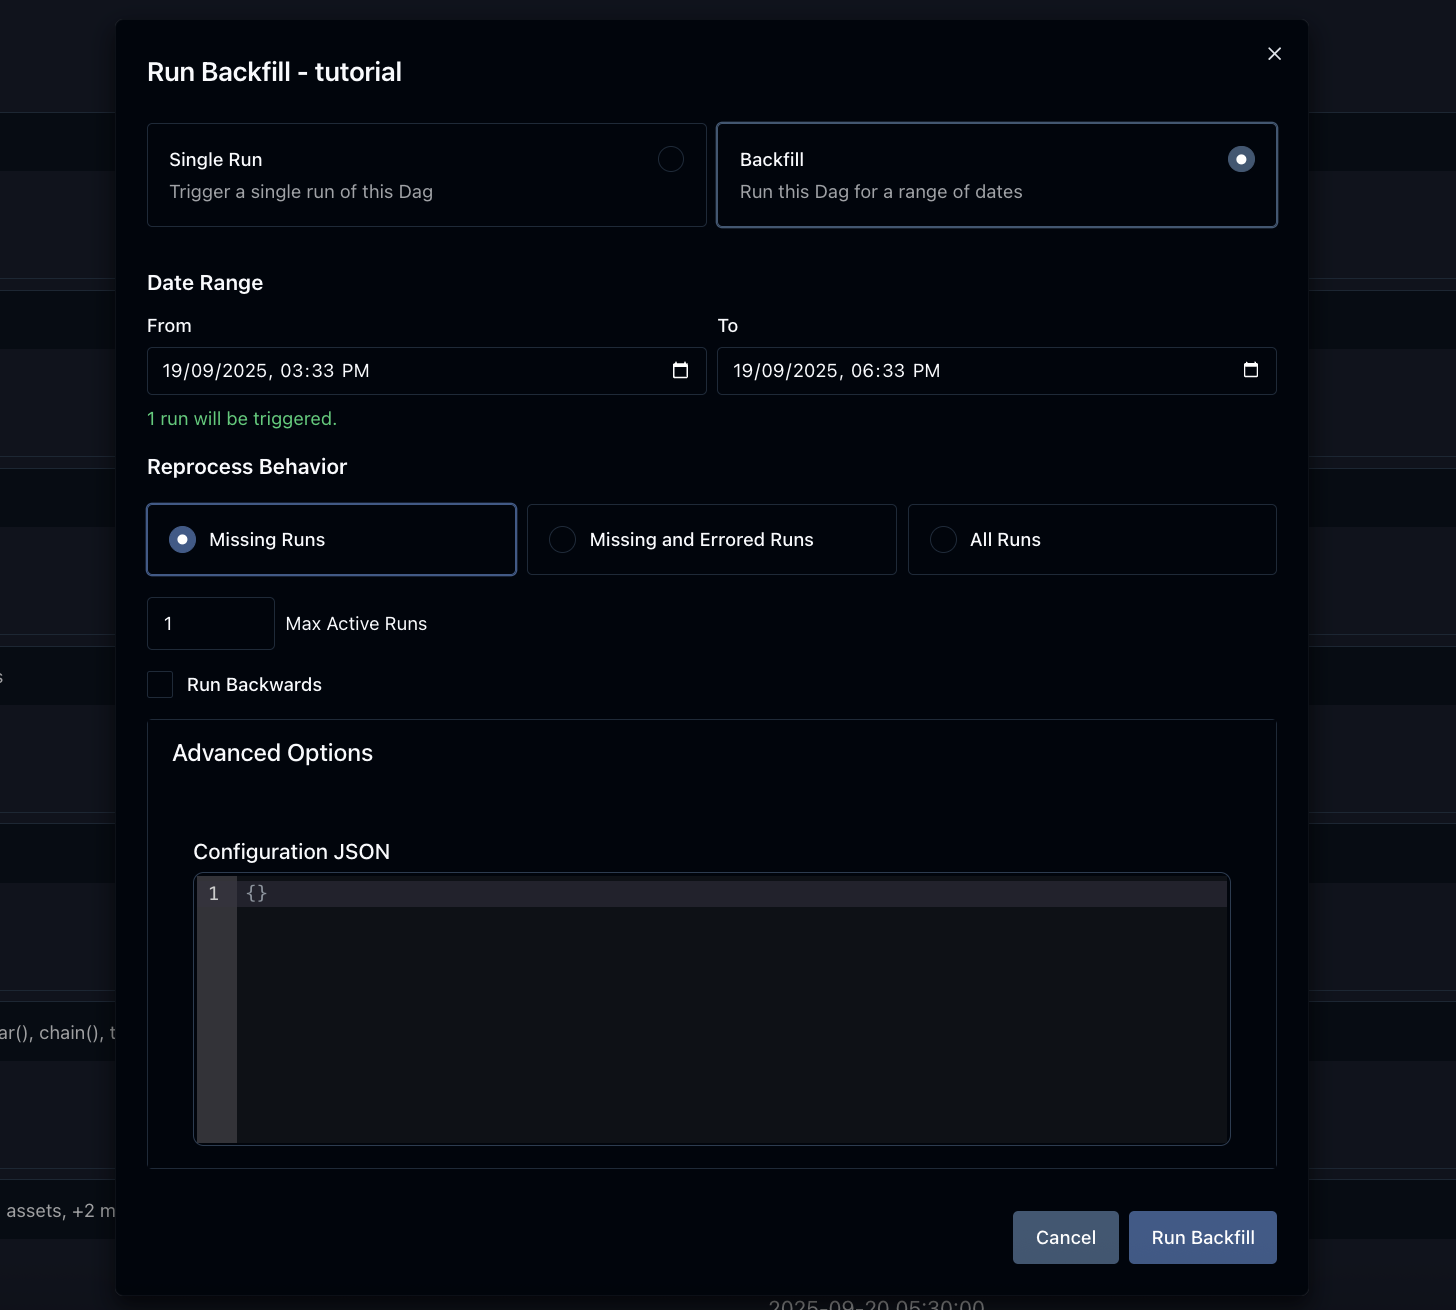 Run Backfill - tutorial
Single Run
Trigger a single run of this Dag
Backfill
Run this Dag for a range of dates
Date Range
From
To
19/09/2025, 03:33 PM
19/09/2025, 06:33 PM
1 run will be triggered.
Reprocess Behavior
Missing Runs
Missing and Errored Runs
All Runs
1 Max Active Runs
Run Backwards
Advanced Options
Configuration JSON
1 {}
ar(), chain(), t
assets, +2 m
Cancel
Run Backfill
2025-09-20 05:30:00